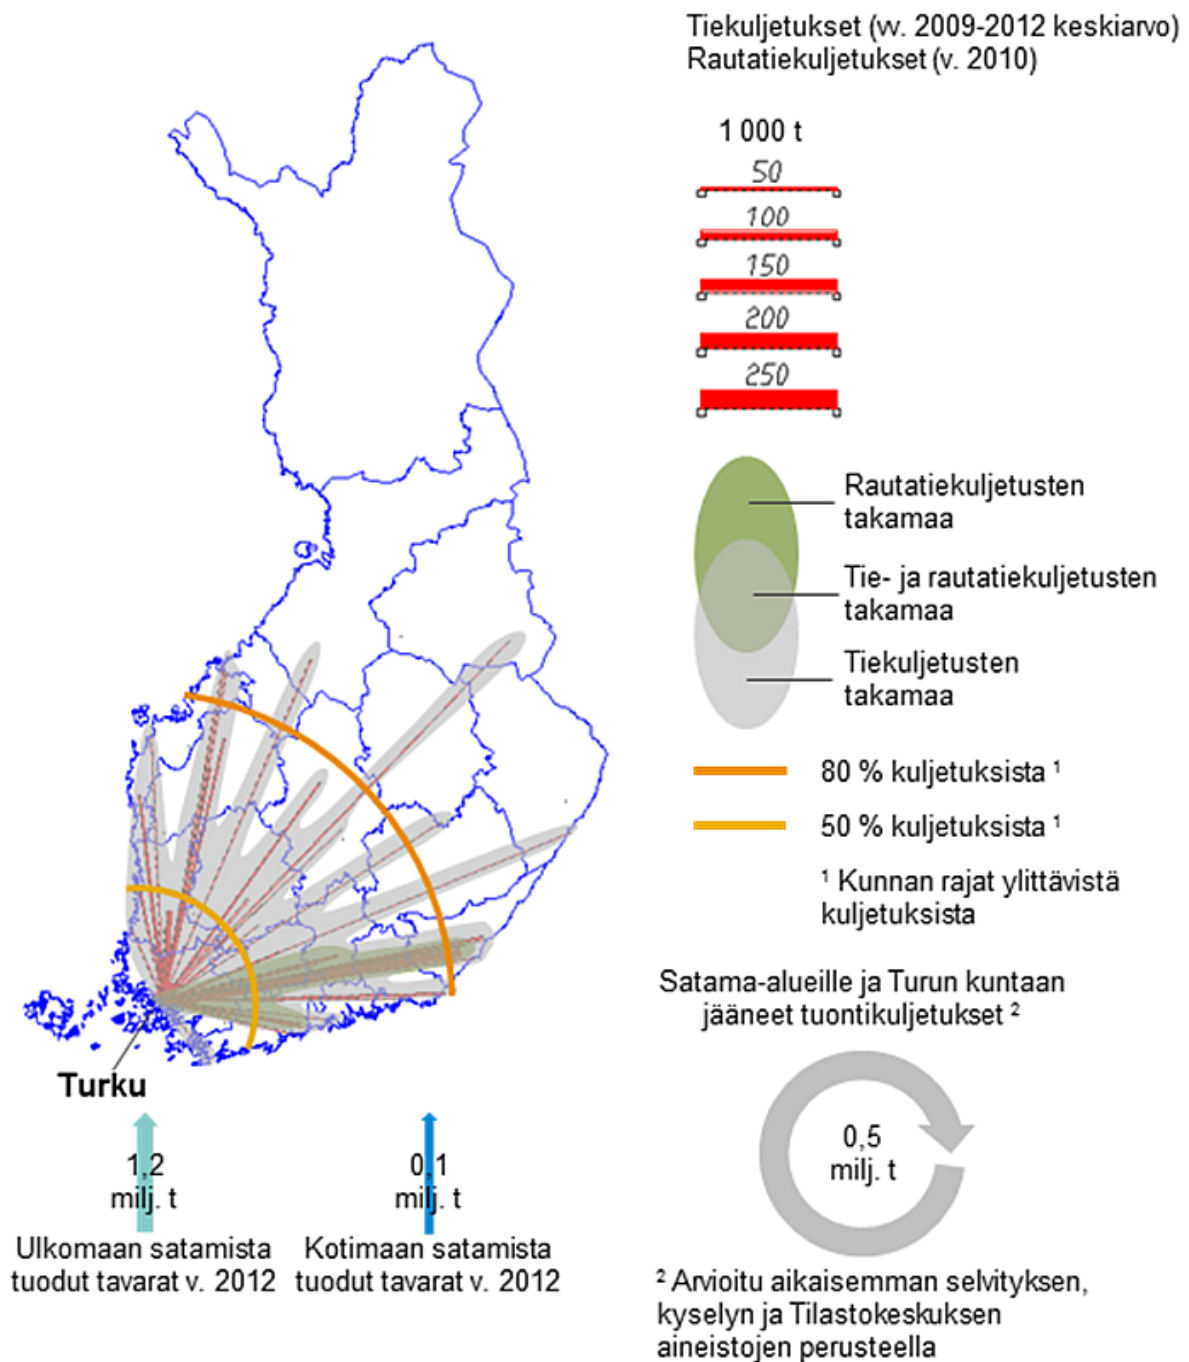 Tiekuljetukset (vv. 2009-2012 keskiarvo)
Rautatiekuljetukset (v. 2010)
1 000 t
50
100
150
200
250
Rautatiekuljetusten
takamaa
Tie- ja rautatiekuljetusten
takamaa
Tiekuljetusten
takamaa
80 % kuljetuksista ¹
50 % kuljetuksista ¹
¹ Kunnan rajat ylittävistä
kuljetuksista
Satama-alueille ja Turun kuntaan
jääneet tuontikuljetukset ²
0,5
milj. t
² Arvioitu aikaisemman selvityksen,
kyselyn ja Tilastokeskuksen
aineistojen perusteella
Turku
1,2
milj. t
Ulkomaan satamista
tuodut tavarat v. 2012
0,1
milj. t
Kotimaan satamista
tuodut tavarat v. 2012